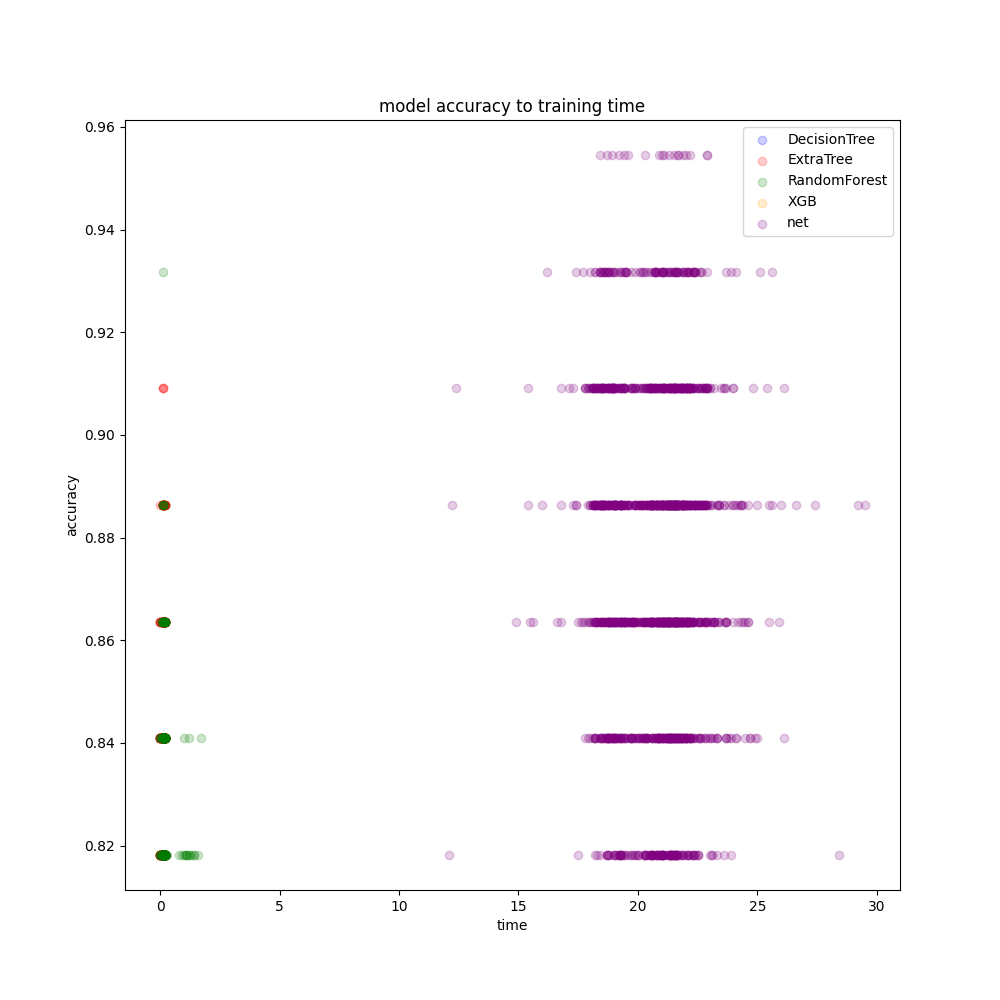 model accuracy to training time
0.96
0.94
0.92
0.90
0.88
0.86
0.84
0.82
accuracy
DecisionTree
ExtraTree
RandomForest
XGB
net
0 5 10 15 20 25 30
time